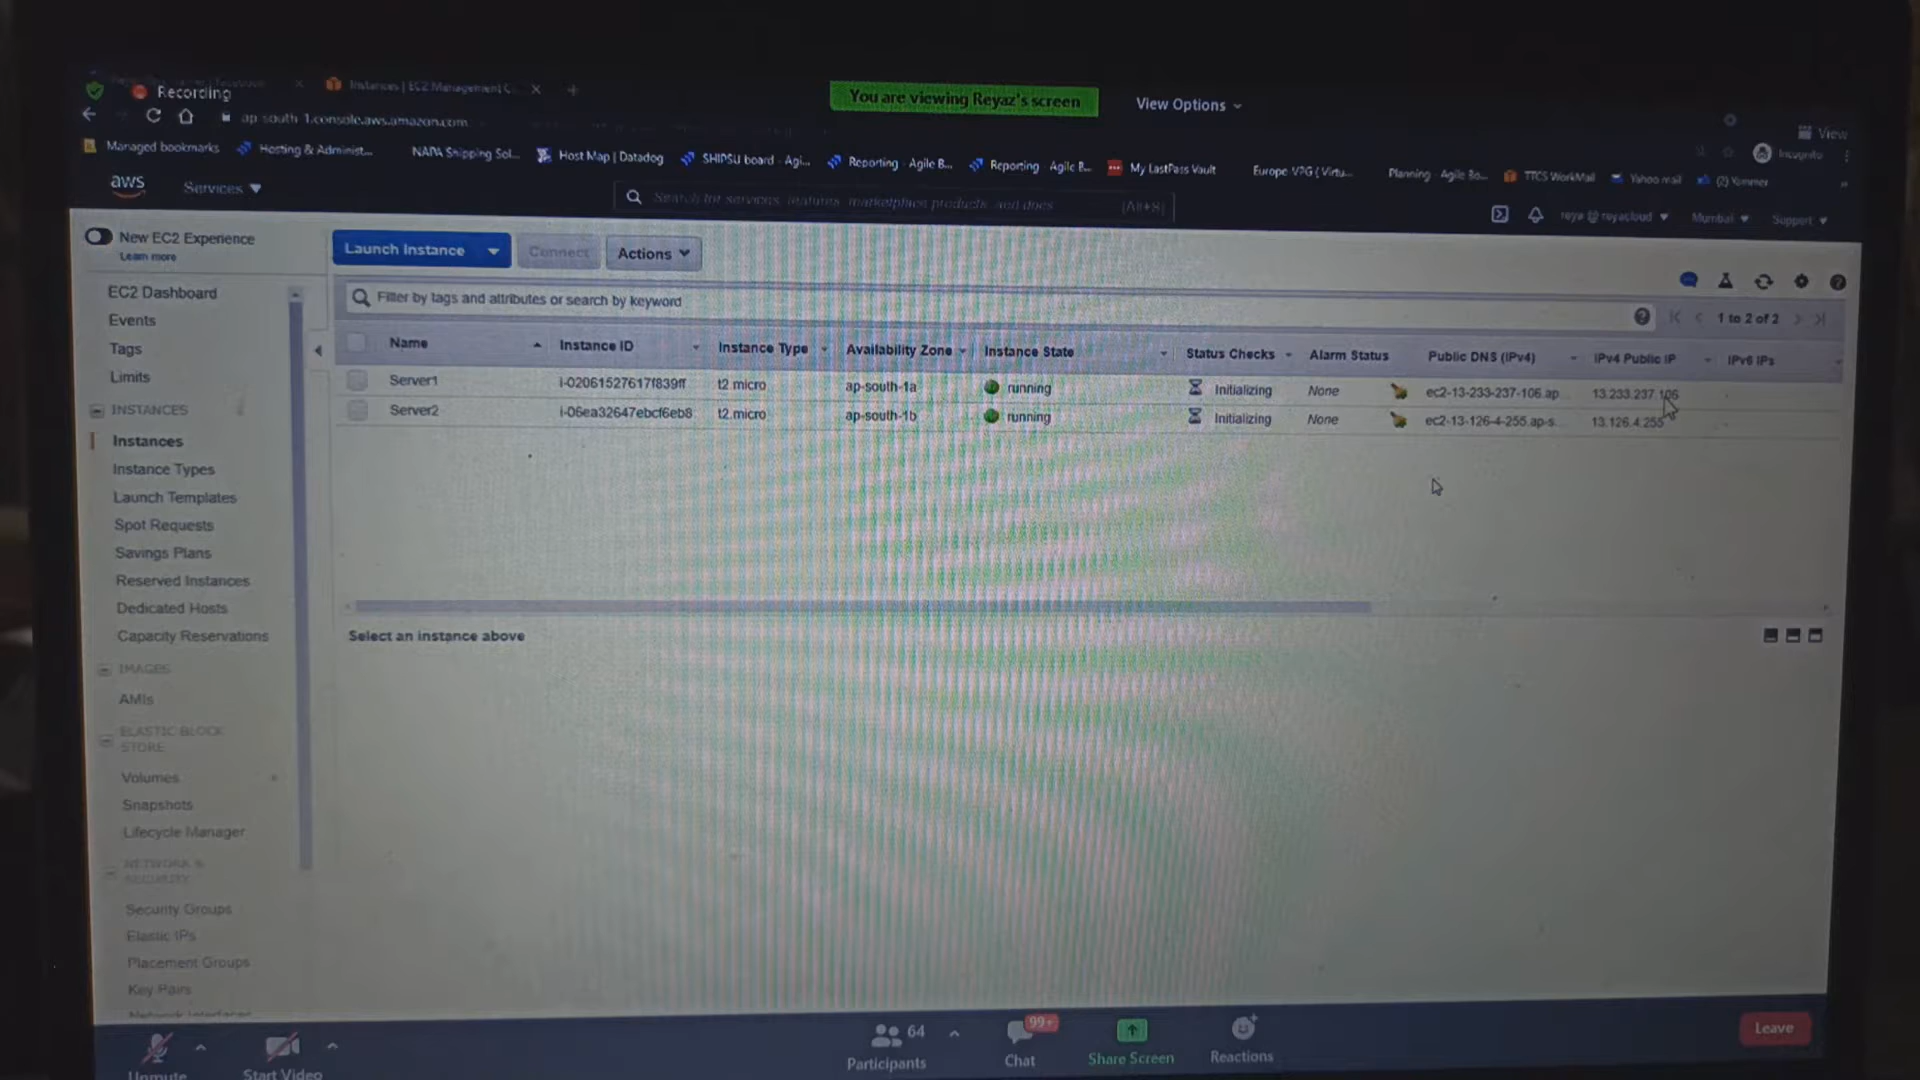 Recording
Instances | EC2 Management C
You are viewing Reyaz's screen
View Options
ap-south-1.console.aws.amazon.com
View
Managed bookmarks
Hosting & Administ...
NAPA Shipping Sol...
Host Map | Datadog
SHIPSU board - Agi...
Reporting - Agile B...
Reporting - Agile B...
My LastPass Vault
Europe VPG (Virtu...
Planning - Agile Bo...
TTCS WorkMail
Yahoo mail
(2) Yammer
Incognito
aws
Services
Search for services, features, marketplace products, and docs
[Alt+S]
reya @ reyacloud
Mumbai
Support
New EC2 Experience
Learn more
Launch Instance
Connect
Actions
EC2 Dashboard
Events
Tags
Limits
INSTANCES
Instances
Instance Types
Launch Templates
Spot Requests
Savings Plans
Reserved Instances
Dedicated Hosts
Capacity Reservations
IMAGES
AMIs
ELASTIC BLOCK
STORE
Volumes
Snapshots
Lifecycle Manager
NETWORK &
SECURITY
Security Groups
Elastic IPs
Placement Groups
Key Pairs
Network Interfaces
Filter by tags and attributes or search by keyword
1 to 2 of 2
Name Instance ID Instance Type Availability Zone Instance State Status Checks Alarm Status Public DNS (IPv4) IPv4 Public IP IPv6 IPs
Server1 i-02061527617f839ff t2.micro ap-south-1a running Initializing None ec2-13-233-237-106.ap 13.233.237.106 -
Server2 i-06ea32647ebcf6eb8 t2.micro ap-south-1b running Initializing None ec2-13-126-4-255.ap-s... 13.126.4.255 -
Select an instance above
Unmute
Start Video
64
Participants
99+
Chat
Share Screen
Reactions
Leave